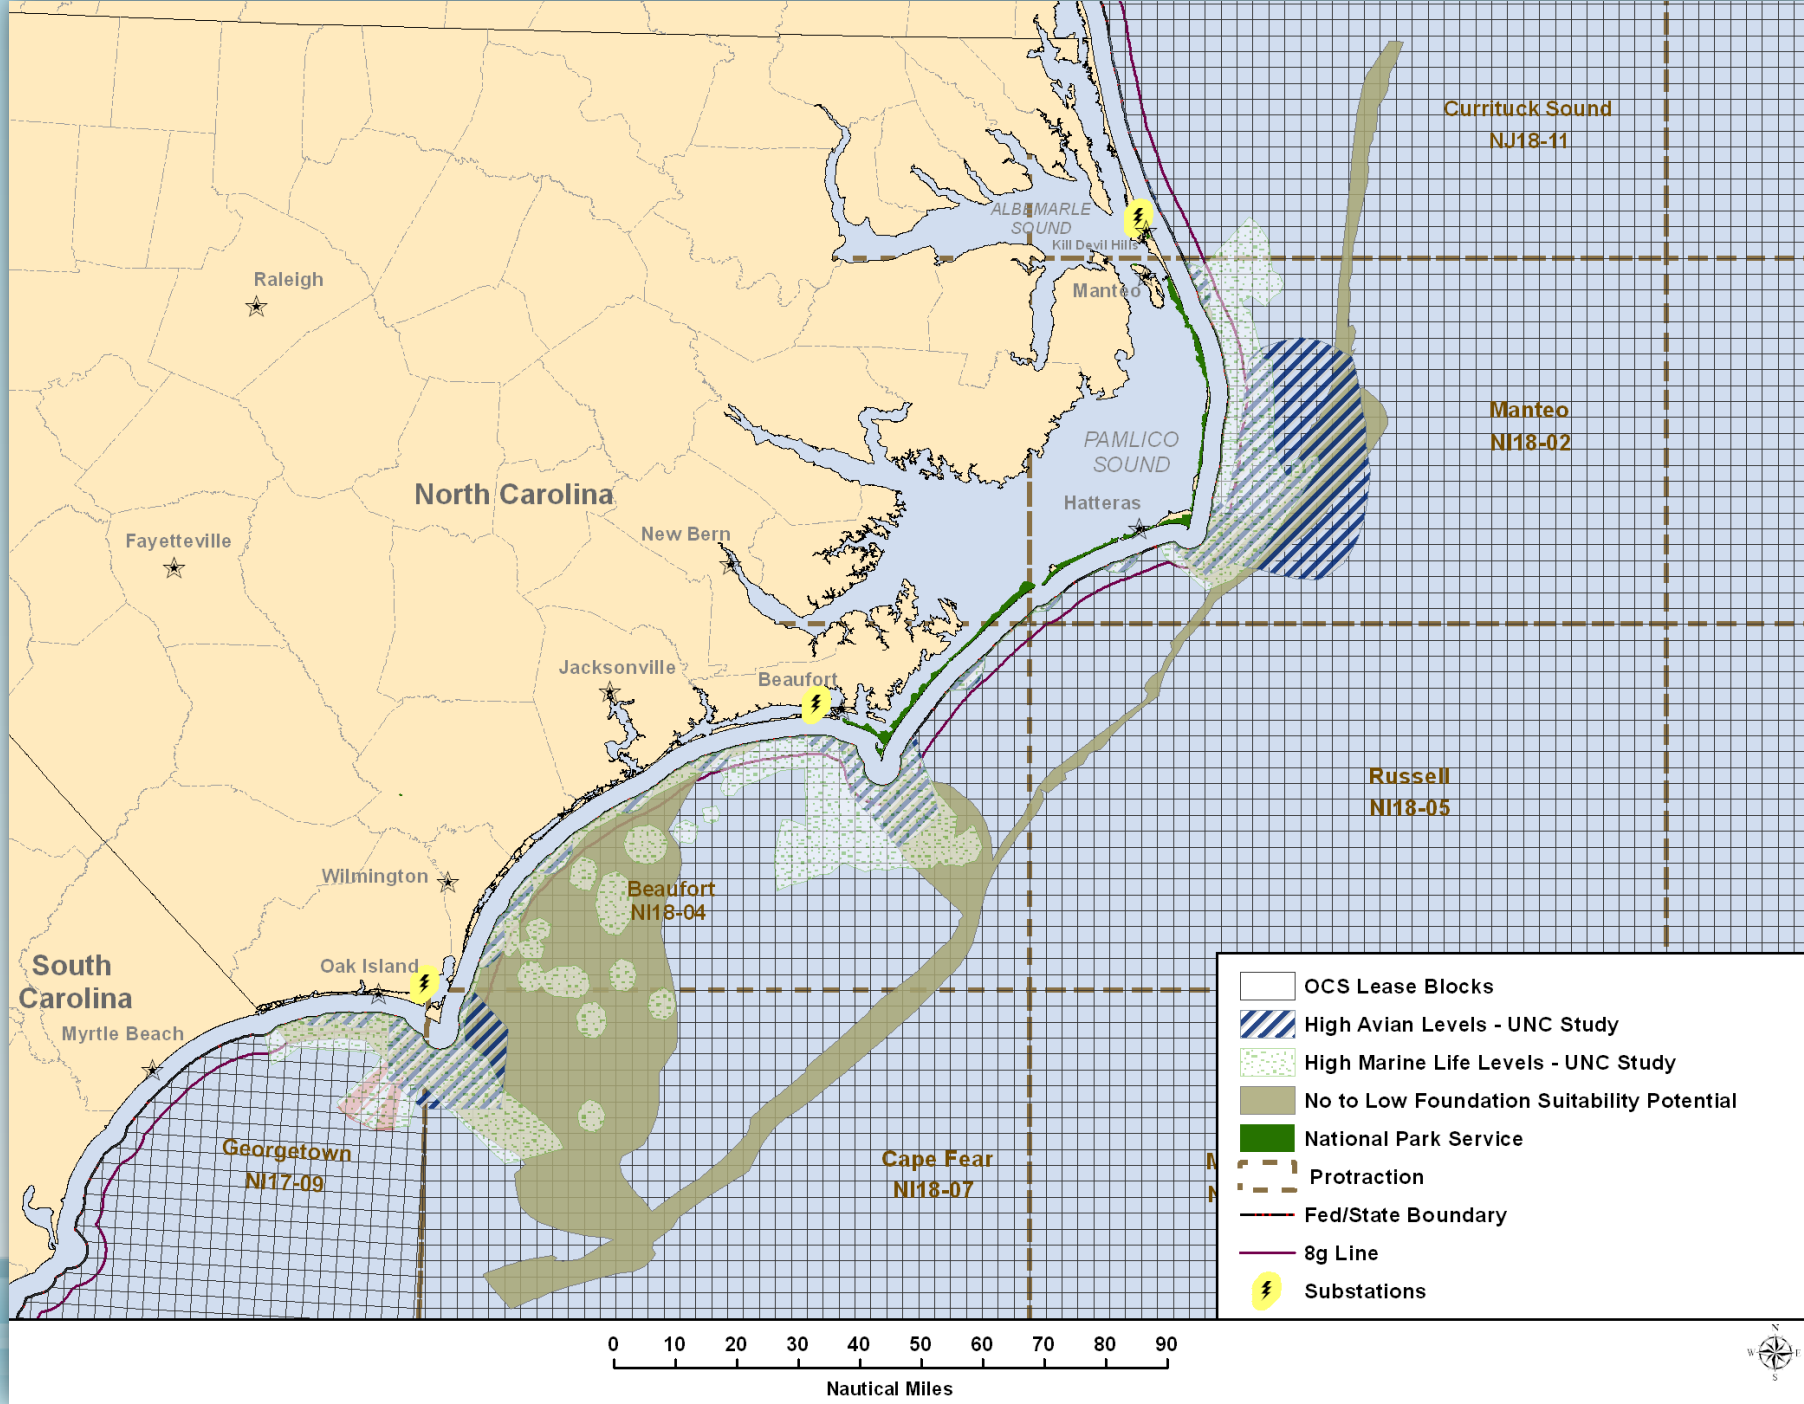 Currituck Sound
NJ18-11
ALBEMARLE
SOUND
Kill Devil Hills
Raleigh
Manteo
Manteo
NI18-02
PAMLICO
SOUND
North Carolina
Hatteras
New Bern
Fayetteville
Jacksonville
Beaufort
Russell
NI18-05
Wilmington
Beaufort
NI18-04
South
Carolina
Oak Island
Myrtle Beach
Georgetown
NI17-09
Cape Fear
NI18-07
OCS Lease Blocks
High Avian Levels - UNC Study
High Marine Life Levels - UNC Study
No to Low Foundation Suitability Potential
National Park Service
Protraction
Fed/State Boundary
8g Line
Substations
0 10 20 30 40 50 60 70 80 90
Nautical Miles
N
W E
S